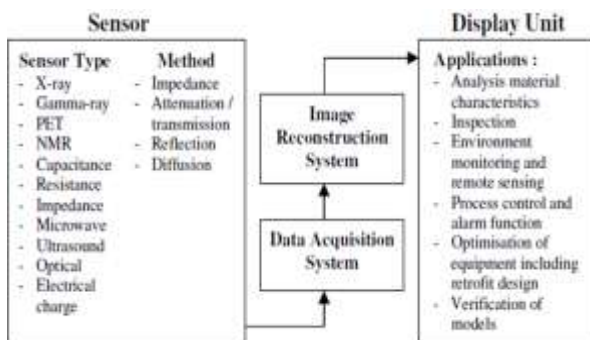 Sensor
Sensor Type
- X-ray
- Gamma-ray
- PET
- NMR
- Capacitance
- Resistance
- Impedance
- Microwave
- Ultrasound
- Optical
- Electrical
charge
Method
- Impedance
- Attenuation /
transmission
- Reflection
- Diffusion
Image
Reconstruction
System
Data Acquisition
System
Display Unit
Applications :
- Analysis material
characteristics
- Inspection
- Environment
monitoring and
remote sensing
- Process control and
alarm function
- Optimisation of
equipment including
retrofit design
- Verification of
models